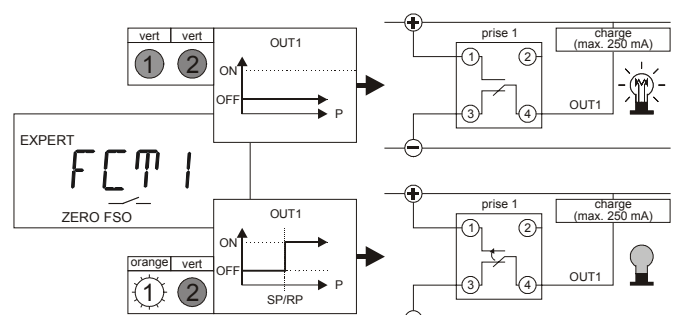 vert vert
1 2
OUT1
ON
OFF
P
prise 1
charge
(max. 250 mA)
1 2
3 4
OUT1
EXPERT
FCT1
ZERO FSO
orange vert
1 2
OUT1
ON
OFF
P
SP/RP
prise 1
charge
(max. 250 mA)
1 2
3 4
OUT1